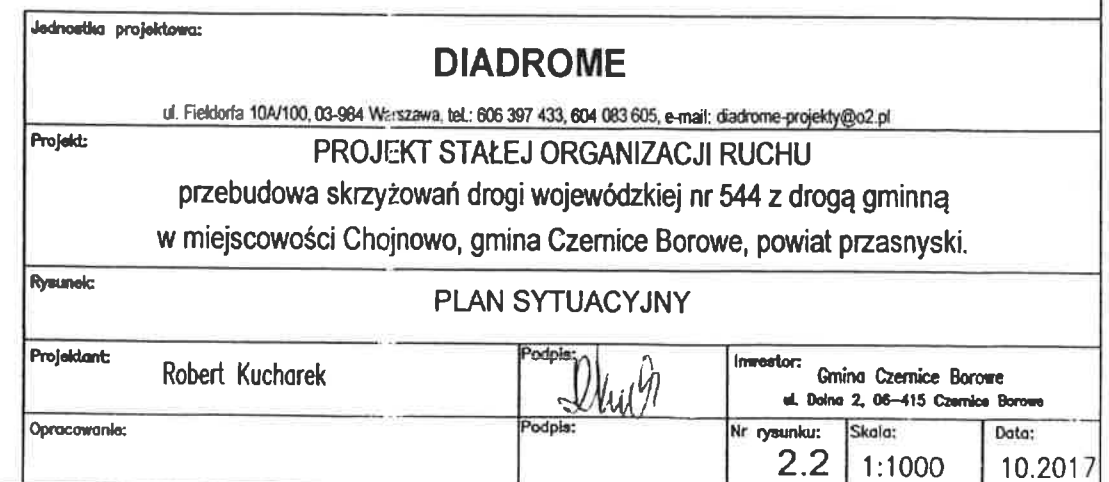 Jednostka projektowa:
DIADROME
ul. Fieldorfa 10A/100, 03-984 Warszawa, tel.: 606 397 433, 604 083 605, e-mail: diadrome-projekty@o2.pl
Projekt:
PROJEKT STAŁEJ ORGANIZACJI RUCHU
przebudowa skrzyżowań drogi wojewódzkiej nr 544 z drogą gminną
w miejscowości Chojnowo, gmina Czernice Borowe, powiat przasnyski.
Rysunek:
PLAN SYTUACYJNY
Projektant:
Robert Kucharek
Podpis:
Inwestor:
Gmina Czernice Borowe
ul. Dolna 2, 06-415 Czernice Borowe
Opracowanie:
Podpis:
Nr rysunku:
2.2
Skala:
1:1000
Data:
10.2017